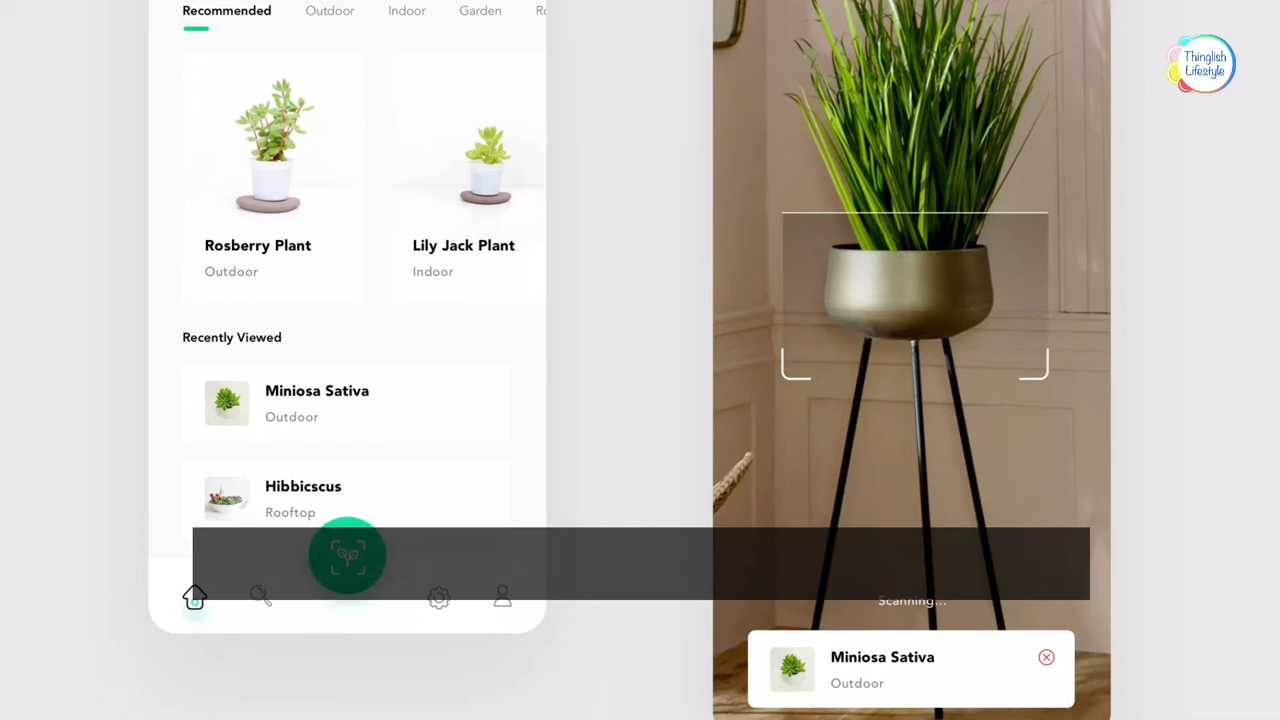 Recommended Outdoor Indoor Garden
Rosberry Plant
Outdoor
Lily Jack Plant
Indoor
Recently Viewed
Miniosa Sativa
Outdoor
Hibbicscus
Rooftop
Scanning...
Miniosa Sativa
Outdoor
Thinglish
Lifestyle